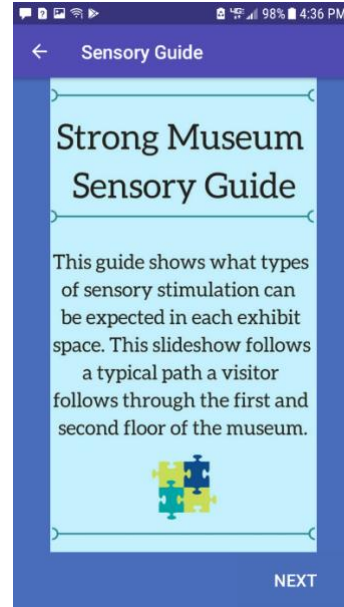 98% 4:36 PM
Sensory Guide
Strong Museum
Sensory Guide
This guide shows what types
of sensory stimulation can
be expected in each exhibit
space. This slideshow follows
a typical path a visitor
follows through the first and
second floor of the museum.
NEXT